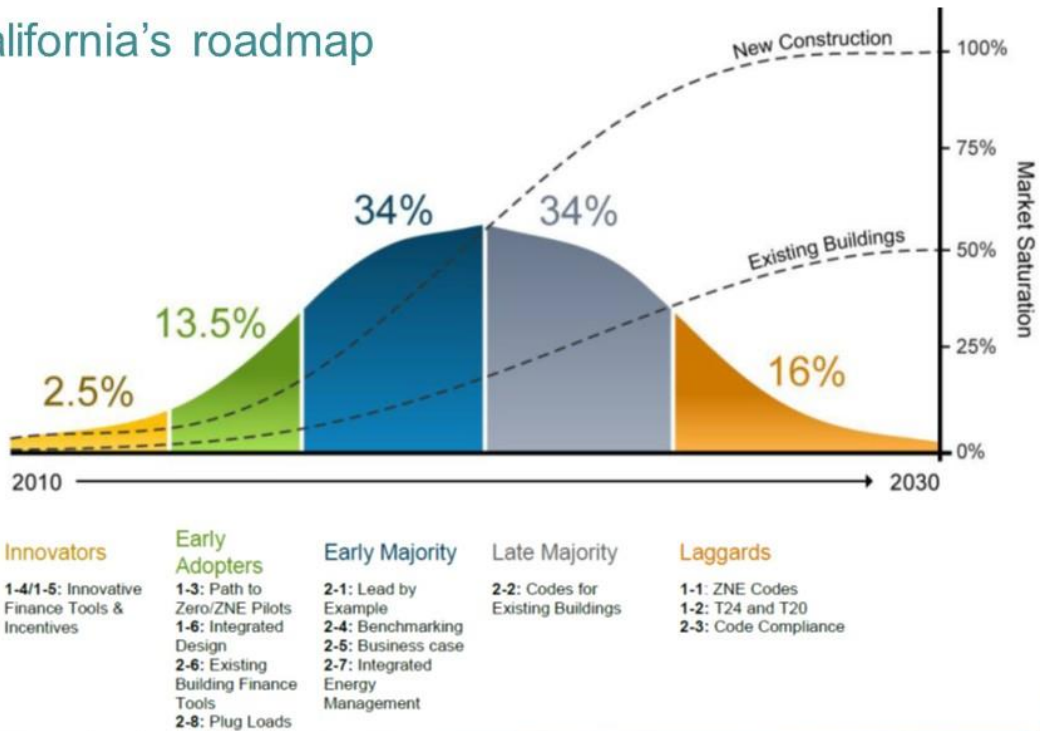 alifornia's roadmap
New Construction
100%
75%
Market Saturation
34%
34%
Existing Buildings
50%
13.5%
25%
2.5%
16%
0%
2010
2030
Innovators
1-4/1-5: Innovative
Finance Tools &
Incentives
Early
Adopters
1-3: Path to
Zero/ZNE Pilots
1-6: Integrated
Design
2-6: Existing
Building Finance
Tools
2-8: Plug Loads
Early Majority
2-1: Lead by
Example
2-4: Benchmarking
2-5: Business case
2-7: Integrated
Energy
Management
Late Majority
2-2: Codes for
Existing Buildings
Laggards
1-1: ZNE Codes
1-2: T24 and T20
2-3: Code Compliance